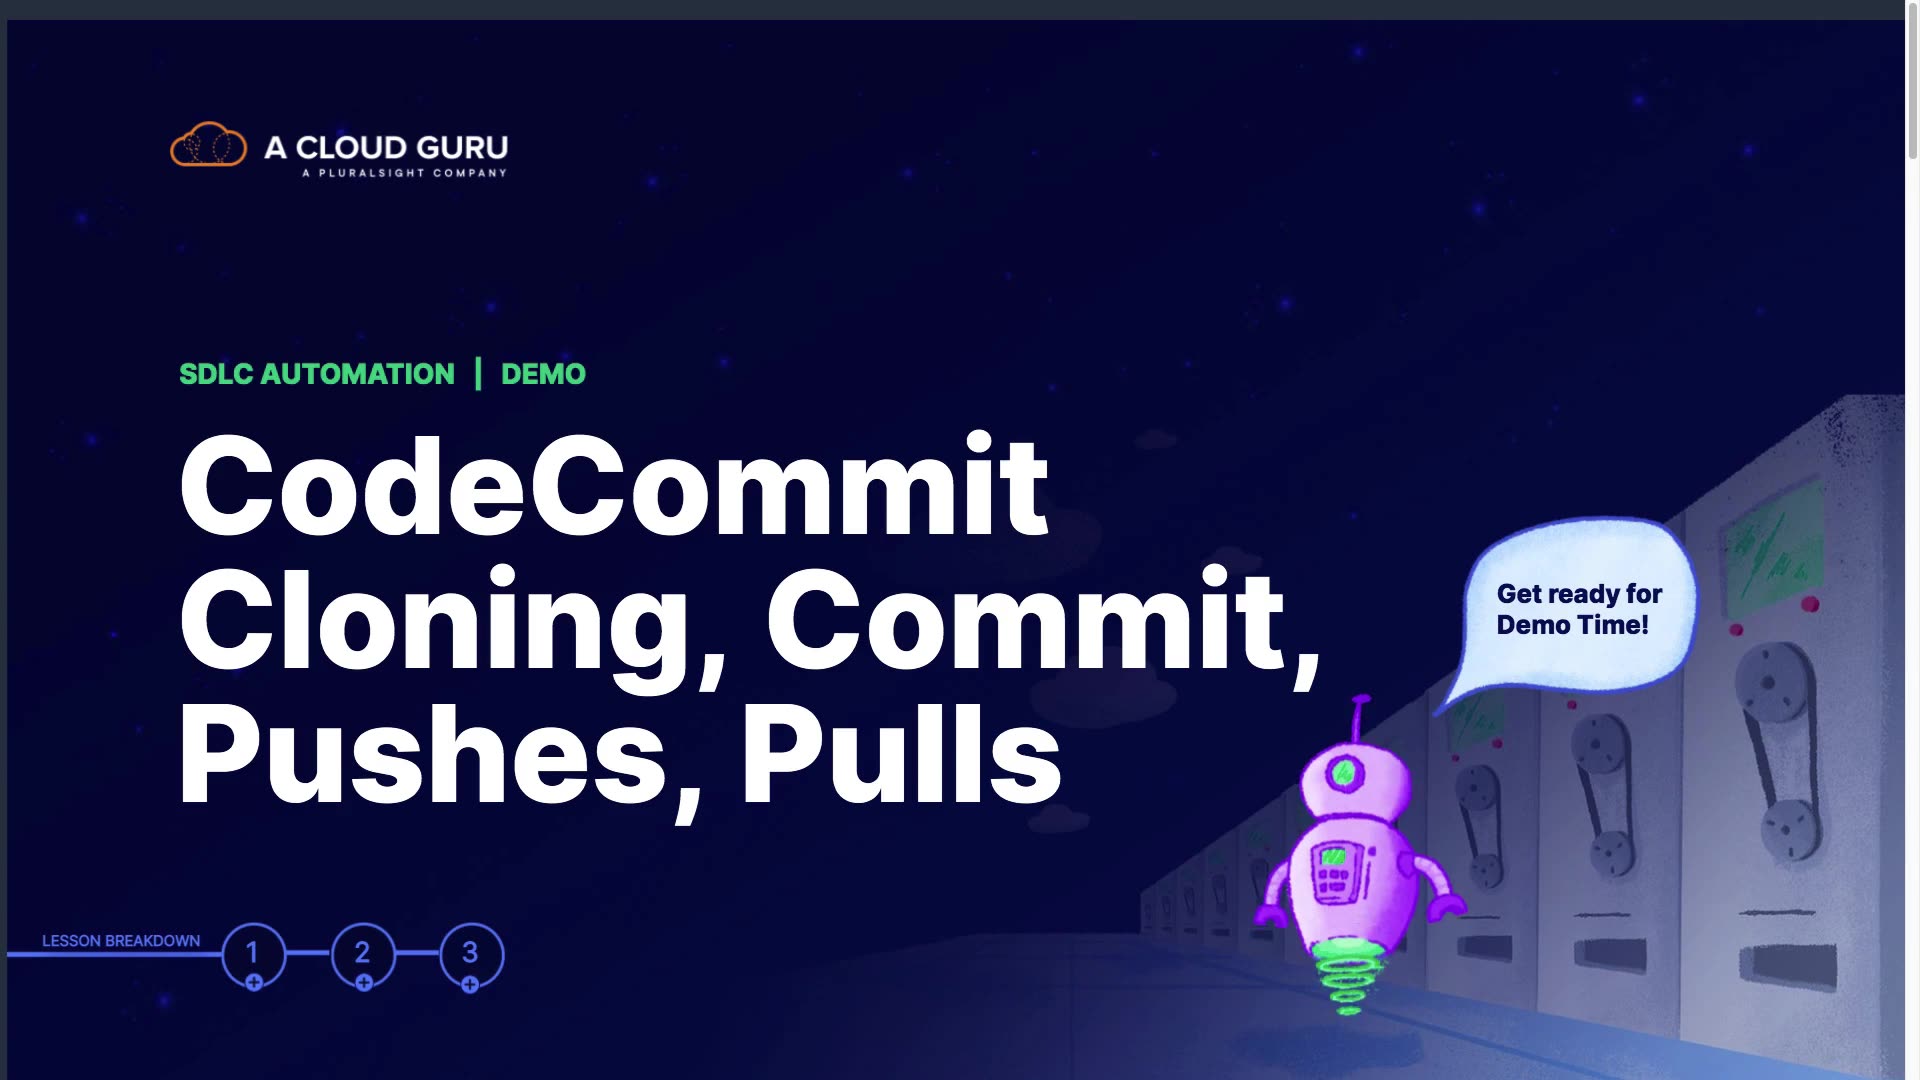 A CLOUD GURU
A PLURALSIGHT COMPANY
SDLC AUTOMATION | DEMO
CodeCommit
Cloning, Commit,
Pushes, Pulls
Get ready for
Demo Time!
LESSON BREAKDOWN 1 2 3